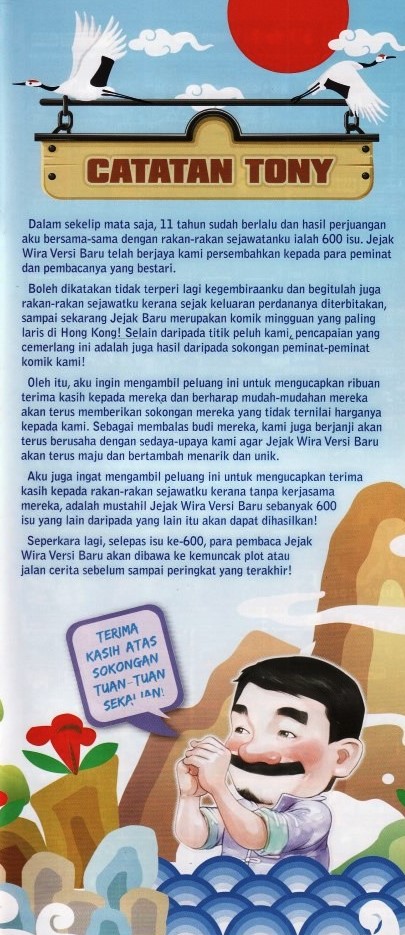 CATATAN TONY
Dalam sekelip mata saja, 11 tahun sudah berlalu dan hasil perjuangan
aku bersama-sama dengan rakan-rakan sejawatanku ialah 600 isu. Jejak
Wira Versi Baru telah berjaya kami persembahkan kepada para peminat
dan pembacanya yang bestari.
Boleh dikatakan tidak terperi lagi kegembiraanku dan begitulah juga
rakan-rakan sejawatku kerana sejak keluaran perdananya diterbitakan,
sampai sekarang Jejak Baru merupakan komik mingguan yang paling
laris di Hong Kong! Selain daripada titik peluh kami, pencapaian yang
cemerlang ini adalah juga hasil daripada sokongan peminat-peminat
komik kami!
Oleh itu, aku ingin mengambil peluang ini untuk mengucapkan ribuan
terima kasih kepada mereka dan berharap mudah-mudahan mereka
akan terus memberikan sokongan mereka yang tidak ternilai harganya
kepada kami. Sebagai membalas budi mereka, kami juga berjanji akan
terus berusaha dengan sedaya-upaya kami agar Jejak Wira Versi Baru
akan terus maju dan bertambah menarik dan unik.
Aku juga ingat mengambil peluang ini untuk mengucapkan terima
kasih kepada rakan-rakan sejawatku kerana tanpa kerjasama
mereka, adalah mustahil Jejak Wira Versi Baru sebanyak 600
isu yang lain daripada yang lain itu akan dapat dihasilkan!
Seperkara lagi, selepas isu ke-600, para pembaca Jejak
Wira Versi Baru akan dibawa ke kemuncak plot atau
jalan cerita sebelum sampai peringkat yang terakhir!
TERIMA
KASIH ATAS
SOKONGAN
TUAN-TUAN
SEKALIAN!